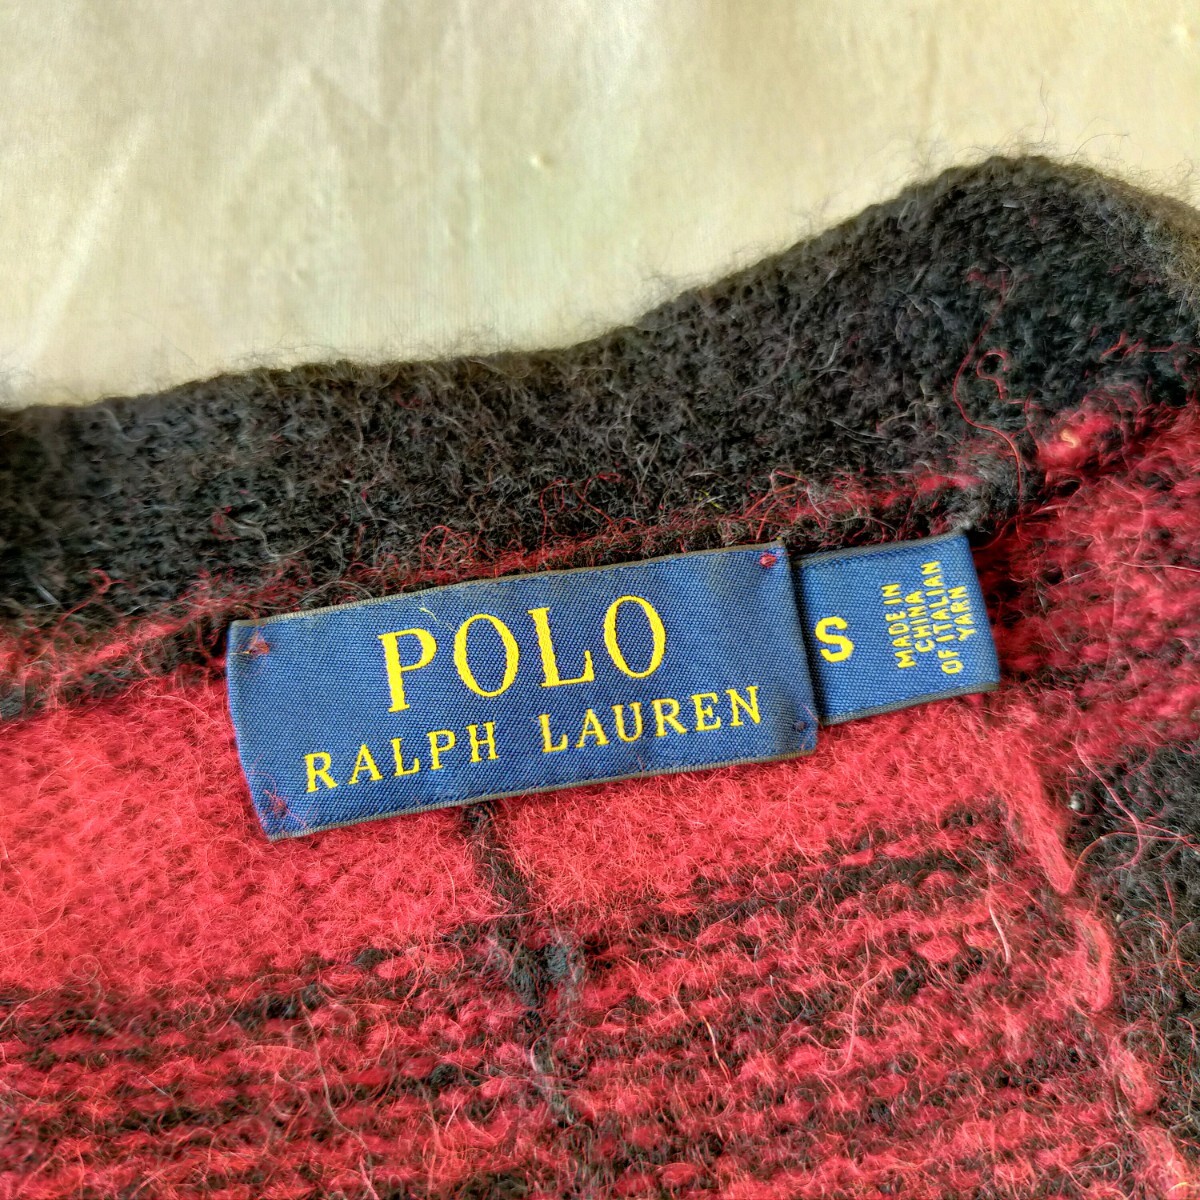 POLO
RALPH LAUREN
S
MADE IN
CHINA
OF ITALIAN
YARN